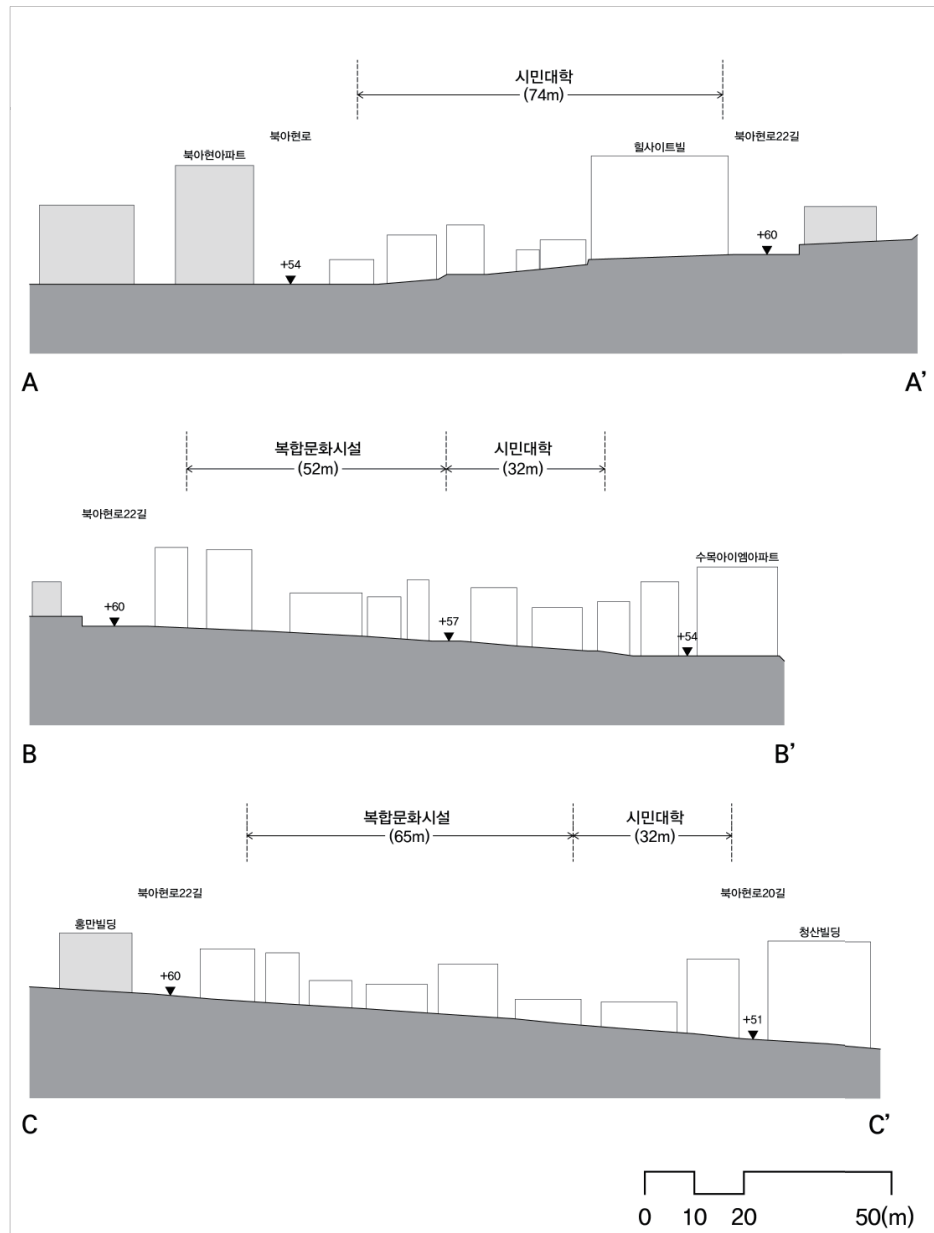 시민대학
(74m)
북아현로
북아현로22길
북아현아파트
힐사이트빌
+54
+60
A
A’
복합문화시설
시민대학
(52m)
(32m)
북아현로22길
수목아이엠아파트
+60
+57
+54
B
B’
복합문화시설
시민대학
(65m)
(32m)
북아현로22길
북아현로20길
홍만빌딩
청산빌딩
+60
+51
C
C’
0 10 20 50(m)